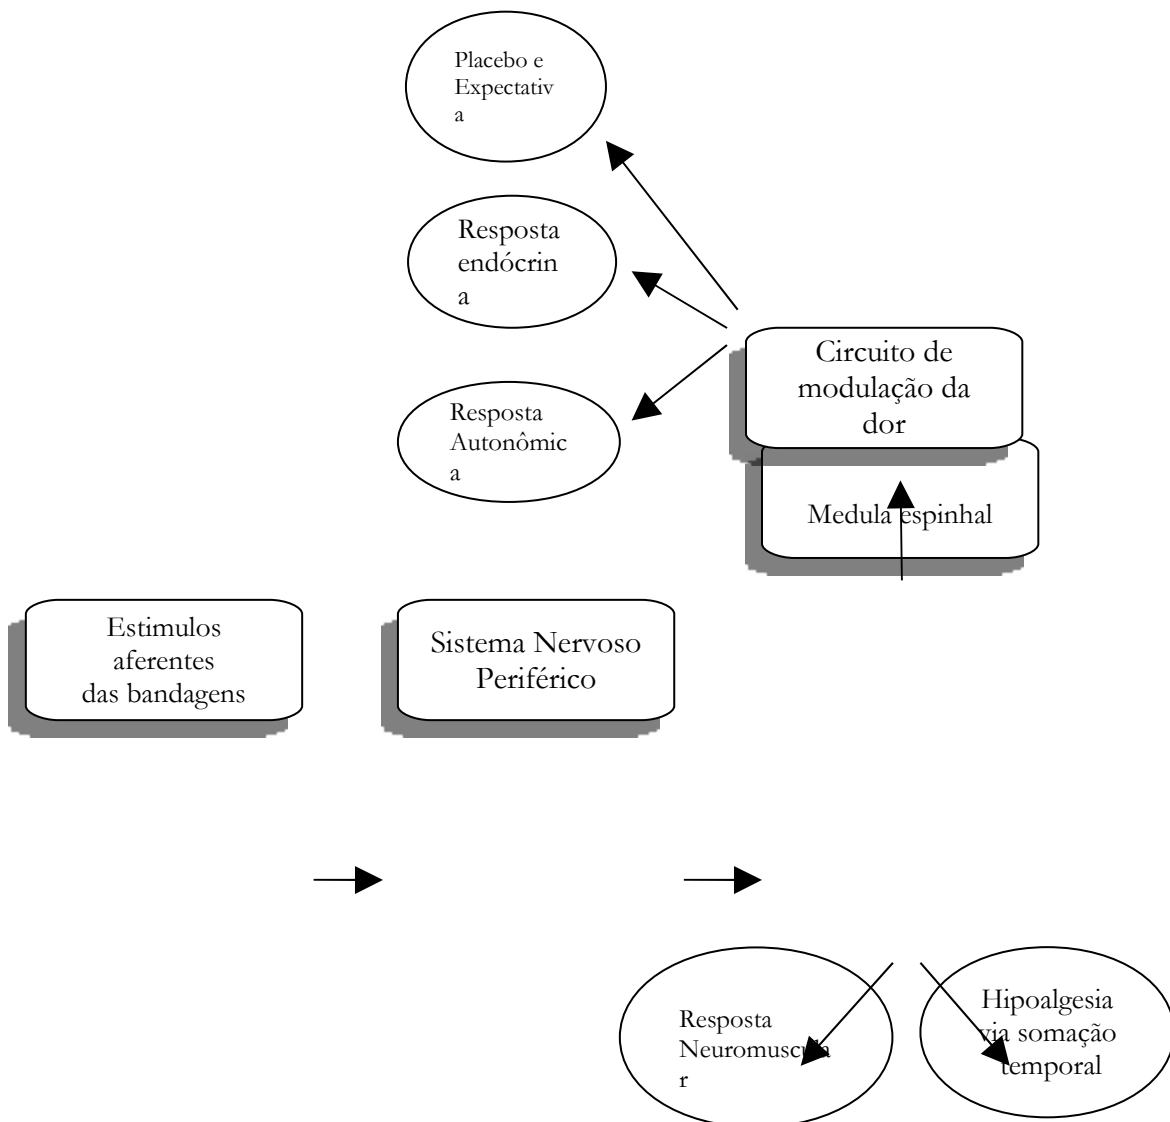 Placebo e
Expectativ
a
Resposta
endócrin
a
Resposta
Autonômic
a
Circuito de
modulação da
dor
Medula espinhal
Estimulos
aferentes
das bandagens
Sistema Nervoso
Periférico
Resposta
Neuromuscula
r
Hipoalgesia
via somação
temporal